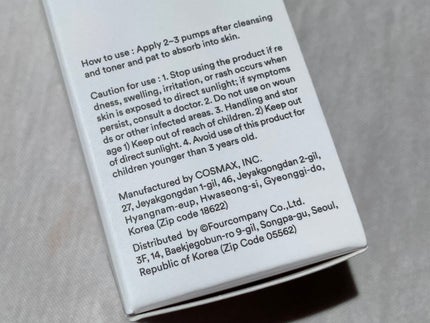 How to use : Apply 2~3 pumps after cleansing
and toner and pat to absorb into skin.
Caution for use : 1. Stop using the product if re
dness, swelling, irritation, or rash occurs when
skin is exposed to direct sunlight; if symptoms
persist, consult a doctor. 2. Do not use on woun
ds or other infected areas. 3. Handling and stor
age 1) Keep out of reach of children. 2) Keep out
of direct sunlight. 4. Avoid use of this product for
children younger than 3 years old.
Manufactured by COSMAX, INC.
27, Jeyakgongdan 1-gil, 46, Jeyakgongdan 2-gil,
Hyangnam-eup, Hwaseong-si, Gyeonggi-do,
Korea (Zip code 18622)
Distributed by ©Fourcompany Co.,Ltd.
3F, 14, Baekjegobun-ro 9-gil, Songpa-gu, Seoul,
Republic of Korea (Zip Code 05562)